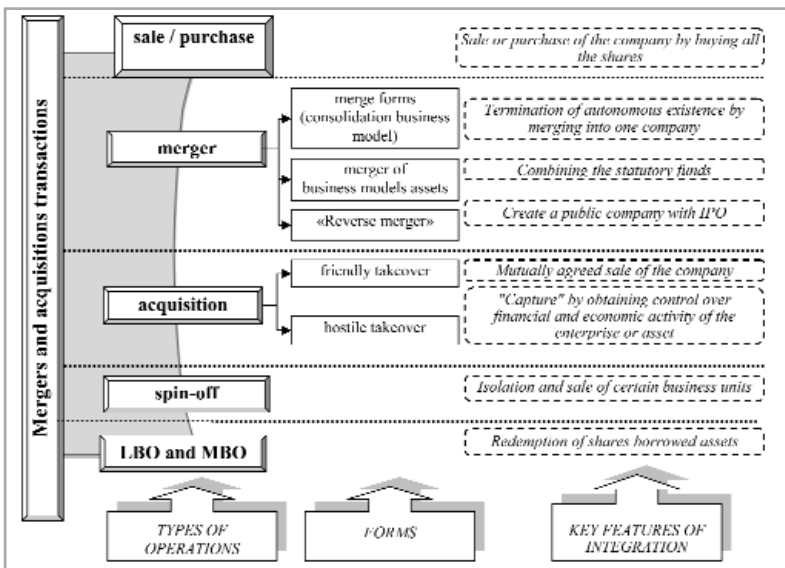 Mergers and acquisitions transactions
sale / purchase
Sale or purchase of the company by buying all
the shares
merger
merge forms
(consolidation business
model)
Termination of autonomous existence by
merging into one company
merger of
business models assets
Combining the statutory funds
«Reverse merger»
Create a public company with IPO
acquisition
friendly takeover
Mutually agreed sale of the company
hostile takeover
"Capture" by obtaining control over
financial and economic activity of the
enterprise or asset
spin-off
Isolation and sale of certain business units
LBO and MBO
Redemption of shares borrowed assets
TYPES OF
OPERATIONS
FORMS
KEY FEATURES OF
INTEGRATION